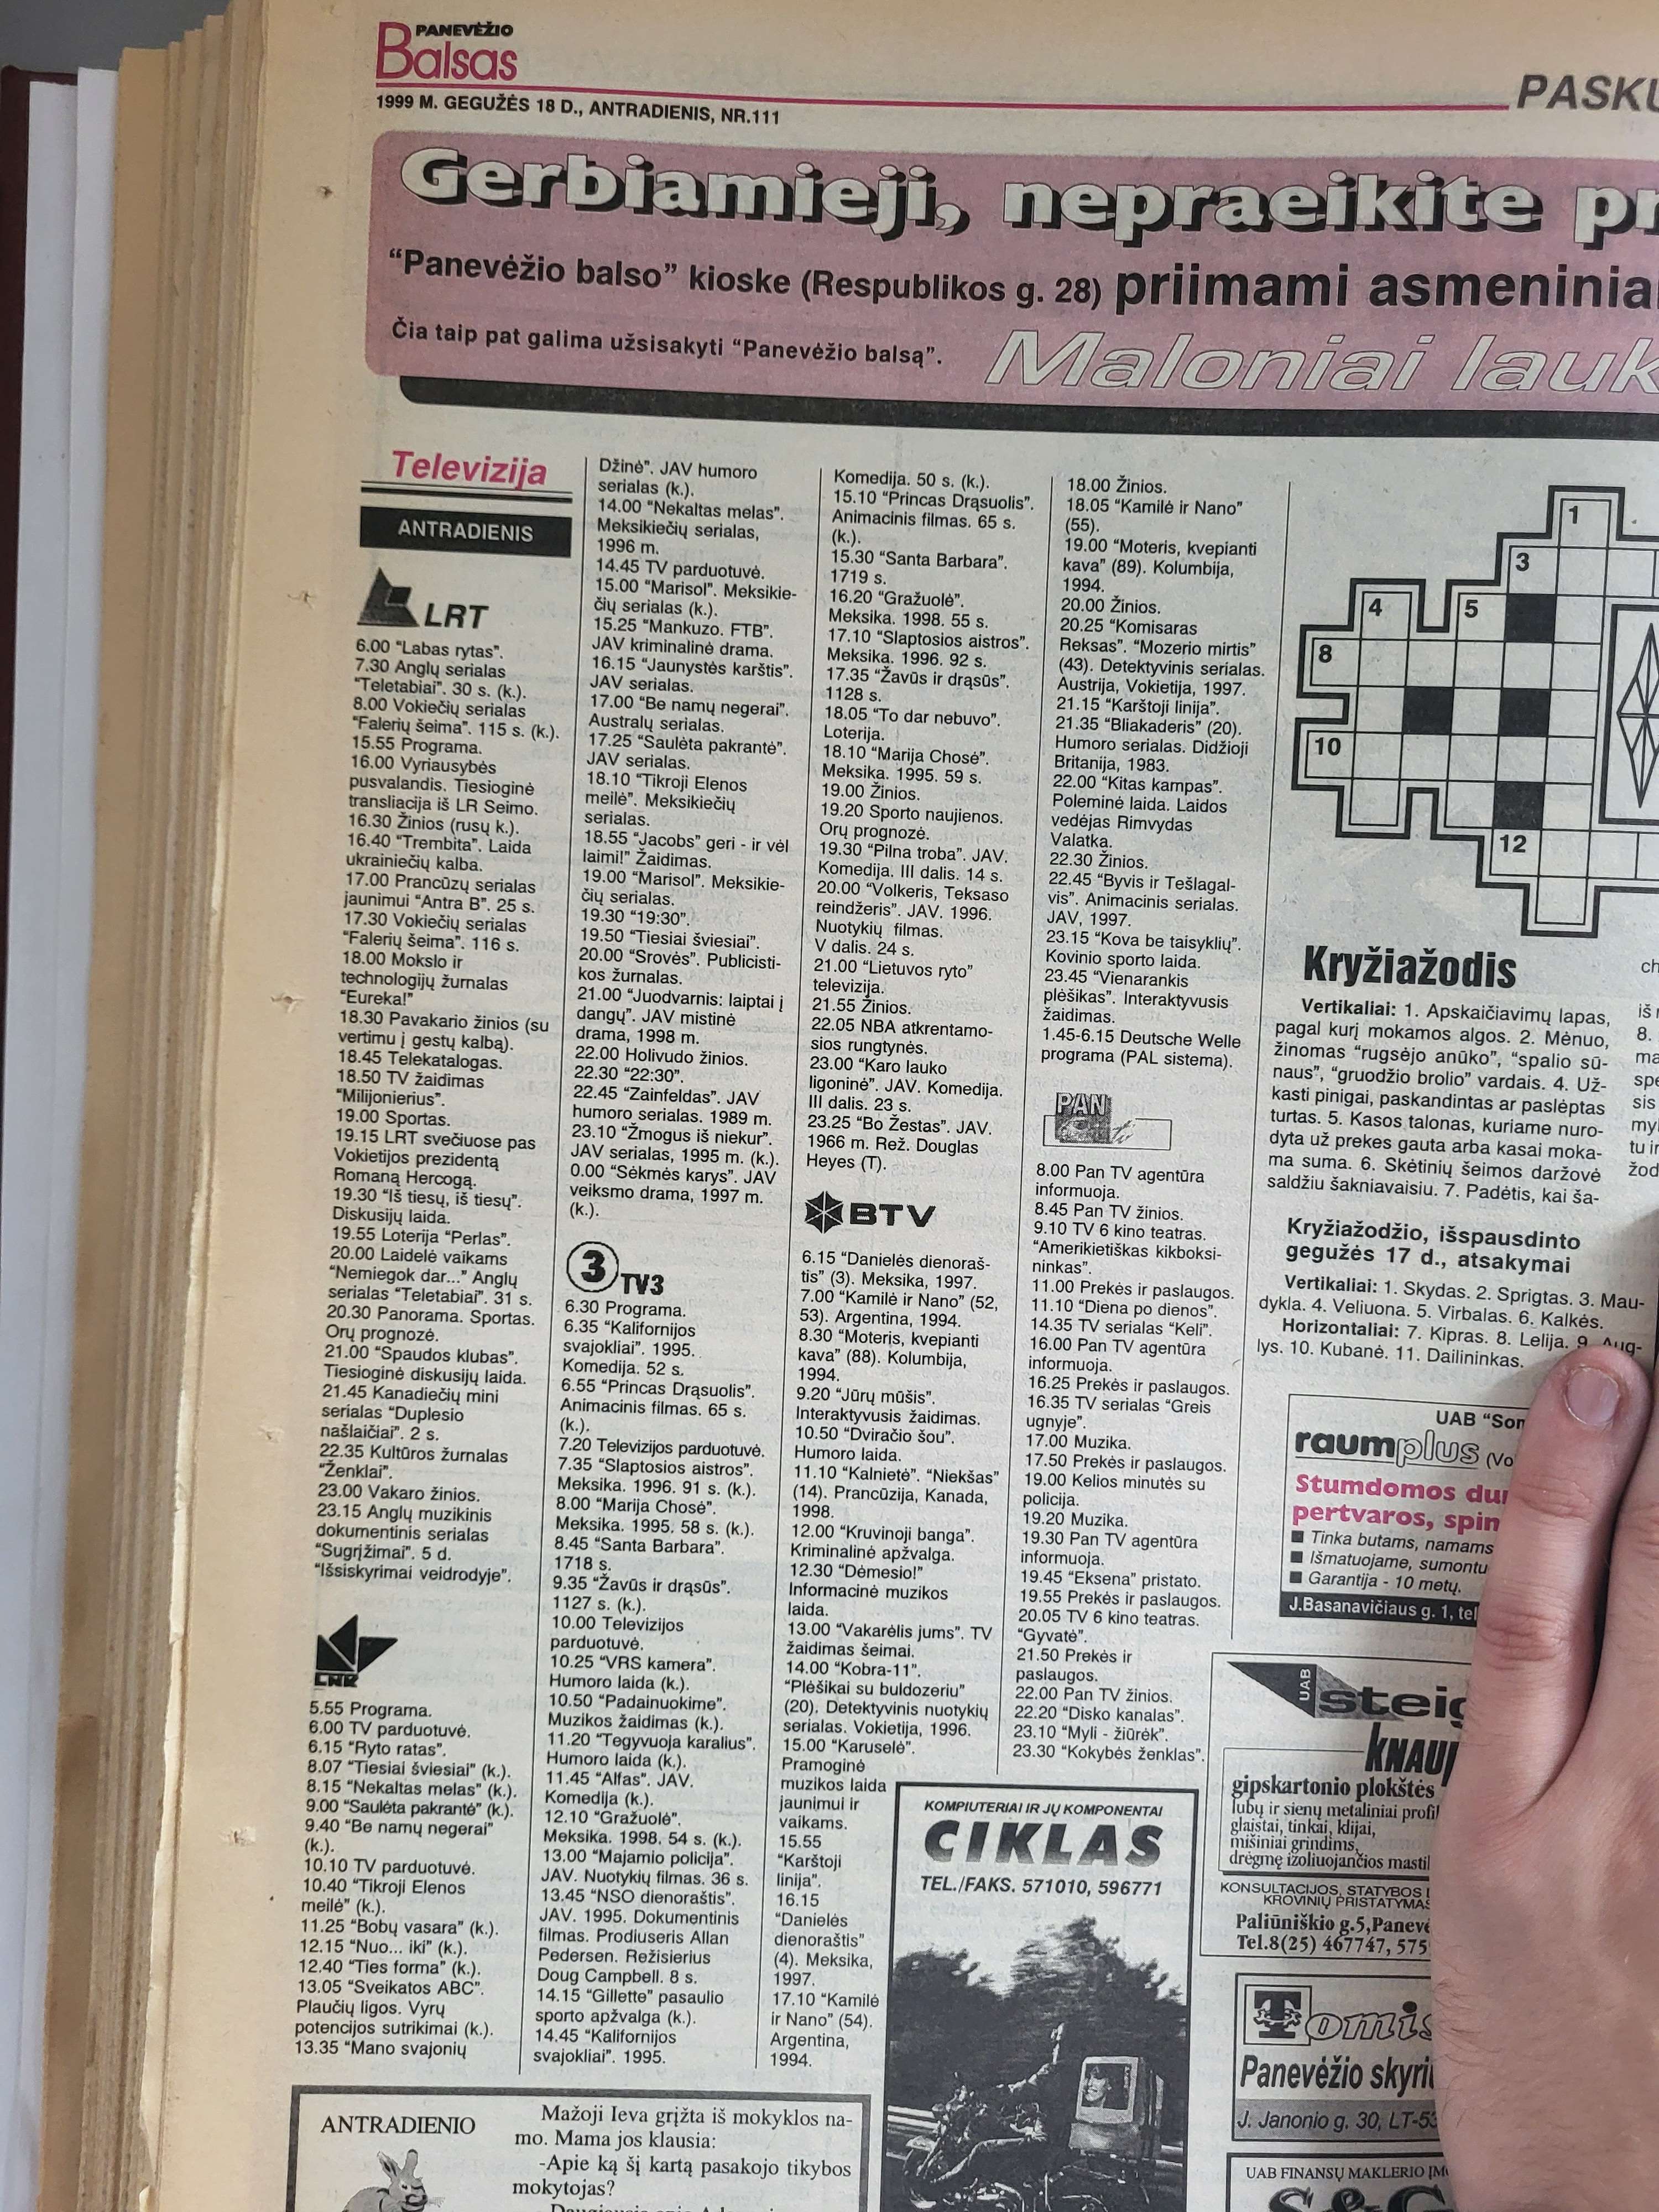 PANEVĖŽIO
Balsas
1999 M. GEGUŽĖS 18 D., ANTRADIENIS, NR.111
Gerbiamieji, nepraeikite
"Panevėžio balso" kioske (Respublikos g. 28) priimami
Čia taip pat galima užsisakyti "Panevėžio balsą".
Maloniai
Televizija
ANTRADIENIS
LRT
6.00 "Labas rytas".
7.30 Anglų serialas
"Teletabiai". 30 s. (k.).
8.00 Vokiečių serialas
"Falerių šeima". 115 s. (k.).
15.55 Programa.
16.00 Vyriausybės
pusvalandis. Tiesioginė
transliacija iš LR Seimo.
16.30 Žinios (rusų k.).
16.40 "Trembita". Laida
ukrainiečių kalba.
17.00 Prancūzų serialas
jaunimui "Antra B". 25 s.
17.30 Vokiečių serialas
"Falerių šeima". 116 s.
18.00 Mokslo ir
technologijų žurnalas
"Eureka!"
18.30 Pavakario žinios (su
vertimu į gestų kalbą).
18.45 Telekatalogas.
18.50 TV žaidimas
"Milijonierius".
19.00 Sportas.
19.15 LRT svečiuose pas
Vokietijos prezidentą
Romaną Hercogą.
19.30 "Iš tiesų, iš tiesų".
Diskusijų laida.
19.55 Loterija "Perlas".
20.00 Laidelė vaikams
"Nemiegok dar..." Anglų
serialas "Teletabiai". 31 s.
20.30 Panorama. Sportas.
Orų prognozė.
21.00 "Spaudos klubas".
Tiesioginė diskusijų laida.
21.45 Kanadiečių mini
serialas "Duplesio
našlaičiai". 2 s.
22.35 Kultūros žurnalas
"Ženklai".
23.00 Vakaro žinios.
23.15 Anglų muzikinis
dokumentinis serialas
"Sugrįžimai". 5 d.
"Išsiskyrimai veidrodyje".
LNK
5.55 Programa.
6.00 TV parduotuvė.
6.15 "Ryto ratas".
8.07 "Tiesiai šviesiai" (k.).
8.15 "Nekaltas melas" (k.).
9.00 "Saulėta pakrantė" (k.).
9.40 "Be namų negerai"
(k.).
10.10 TV parduotuvė.
10.40 "Tikroji Elenos
meilė" (k.).
11.25 "Bobų vasara" (k.).
12.15 "Nuo... iki" (k.).
12.40 "Ties forma" (k.).
13.05 "Sveikatos ABC".
Plaučių ligos. Vyrų
potencijos sutrikimai (k.).
13.35 "Mano svajonių
Džinė". JAV humoro
serialas (k.).
14.00 "Nekaltas melas".
Meksikiečių serialas,
1996 m.
14.45 TV parduotuvė.
15.00 "Marisol". Meksikie-
čių serialas (k.).
15.25 "Mankuzo. FTB".
JAV kriminalinė drama.
16.15 "Jaunystės karštis".
JAV serialas.
17.00 "Be namų negerai".
Australų serialas.
17.25 "Saulėta pakrantė".
JAV serialas.
18.10 "Tikroji Elenos
meilė". Meksikiečių
serialas.
18.55 "Jacobs" geri - ir vėl
laimi!" Žaidimas.
19.00 "Marisol". Meksikie-
čių serialas.
19.30 "19:30".
19.50 "Tiesiai šviesiai".
20.00 "Srovės". Publicisti-
kos žurnalas.
21.00 "Juodvarnis: laiptai į
dangų". JAV mistinė
drama, 1998 m.
22.00 Holivudo žinios.
22.30 "22:30".
22.45 "Zainfeldas". JAV
humoro serialas. 1989 m.
23.10 "Žmogus iš niekur".
JAV serialas, 1995 m. (k.).
0.00 "Sėkmės karys". JAV
veiksmo drama, 1997 m.
(k.).
3 TV3
6.30 Programa.
6.35 "Kalifornijos
svajokliai". 1995.
Komedija. 52 s.
6.55 "Princas Drąsuolis".
Animacinis filmas. 65 s.
(k.).
7.20 Televizijos parduotuvė.
7.35 "Slaptosios aistros".
Meksika. 1996. 91 s. (k.).
8.00 "Marija Chosė".
Meksika. 1995. 58 s. (k.).
8.45 "Santa Barbara".
1718 s.
9.35 "Žavūs ir drąsūs".
1127 s. (k.).
10.00 Televizijos
parduotuvė.
10.25 "VRS kamera".
Humoro laida (k.).
10.50 "Padainuokime".
Muzikos žaidimas (k.).
11.20 "Tegyvuoja karalius".
Humoro laida (k.).
11.45 "Alfas". JAV.
Komedija (k.).
12.10 "Gražuolė".
Meksika. 1998. 54 s. (k.).
13.00 "Majamio policija".
JAV. Nuotykių filmas. 36 s.
13.45 "NSO dienoraštis".
JAV. 1995. Dokumentinis
filmas. Prodiuseris Allan
Pedersen. Režisierius
Doug Campbell. 8 s.
14.15 "Gillette" pasaulio
sporto apžvalga (k.).
14.45 "Kalifornijos
svajokliai". 1995.
Komedija. 50 s. (k.).
15.10 "Princas Drąsuolis".
Animacinis filmas. 65 s.
(k.).
15.30 "Santa Barbara".
1719 s.
16.20 "Gražuolė".
Meksika. 1998. 55 s.
17.10 "Slaptosios aistros".
Meksika. 1996. 92 s.
17.35 "Žavūs ir drąsūs".
1128 s.
18.05 "To dar nebuvo".
Loterija.
18.10 "Marija Chosė".
Meksika. 1995. 59 s.
19.00 Žinios.
19.20 Sporto naujienos.
Orų prognozė.
19.30 "Pilna troba". JAV.
Komedija. III dalis. 14 s.
20.00 "Volkeris, Teksaso
reindžeris". JAV. 1996.
Nuotykių filmas.
V dalis. 24 s.
21.00 "Lietuvos ryto"
televizija.
21.55 Žinios.
22.05 NBA atkrentamo-
sios rungtynės.
23.00 "Karo lauko
ligoninė". JAV. Komedija.
III dalis. 23 s.
23.25 "Bo Žestas". JAV.
1966 m. Rež. Douglas
Heyes (T).
BTV
6.15 "Danielės dienoraš-
tis" (3). Meksika, 1997.
7.00 "Kamilė ir Nano" (52,
53). Argentina, 1994.
8.30 "Moteris, kvepianti
kava" (88). Kolumbija,
1994.
9.20 "Jūrų mūšis".
Interaktyvusis žaidimas.
10.50 "Dviračio šou".
Humoro laida.
11.10 "Kalnietė". "Niekšas"
(14). Prancūzija, Kanada,
1998.
12.00 "Kruvinoji banga".
Kriminalinė apžvalga.
12.30 "Dėmesio!"
Informacinė muzikos
laida.
13.00 "Vakarėlis jums". TV
žaidimas šeimai.
14.00 "Kobra-11".
"Plėšikai su buldozeriu"
(20). Detektyvinis nuotykių
serialas. Vokietija, 1996.
15.00 "Karuselė".
Pramoginė
muzikos laida
jaunimui ir
vaikams.
15.55
"Karštoji
linija".
16.15
"Danielės
dienoraštis"
(4). Meksika,
1997.
17.10 "Kamilė
ir Nano" (54).
Argentina,
1994.
18.00 Žinios.
18.05 "Kamilė ir Nano"
(55).
19.00 "Moteris, kvepianti
kava" (89). Kolumbija,
1994.
20.00 Žinios.
20.25 "Komisaras
Reksas". "Mozerio mirtis"
(43). Detektyvinis serialas.
Austrija, Vokietija, 1997.
21.15 "Karštoji linija".
21.35 "Bliakaderis" (20).
Humoro serialas. Didžioji
Britanija, 1983.
22.00 "Kitas kampas".
Poleminė laida. Laidos
vedėjas Rimvydas
Valatka.
22.30 Žinios.
22.45 "Byvis ir Tešlagal-
vis". Animacinis serialas.
JAV, 1997.
23.15 "Kova be taisyklių".
Kovinio sporto laida.
23.45 "Vienarankis
plėšikas". Interaktyvusis
žaidimas.
1.45-6.15 Deutsche Welle
programa (PAL sistema).
PAN
8.00 Pan TV agentūra
informuoja.
8.45 Pan TV žinios.
9.10 TV 6 kino teatras.
"Amerikietiškas kikboksi-
ninkas".
11.00 Prekės ir paslaugos.
11.10 "Diena po dienos".
14.35 TV serialas "Keli".
16.00 Pan TV agentūra
informuoja.
16.25 Prekės ir paslaugos.
16.35 TV serialas "Greis
ugnyje".
17.00 Muzika.
17.50 Prekės ir paslaugos.
19.00 Kelios minutės su
policija.
19.20 Muzika.
19.30 Pan TV agentūra
informuoja.
19.45 "Eksena" pristato.
19.55 Prekės ir paslaugos.
20.05 TV 6 kino teatras.
"Gyvatė".
21.50 Prekės ir
paslaugos.
22.00 Pan TV žinios.
22.20 "Disko kanalas".
23.10 "Myli - žiūrėk".
23.30 "Kokybės ženklas".
1
3
4 5
8
10
12
Kryžiažodis
Vertikaliai: 1. Apskaičiavimų lapas,
pagal kurį mokamos algos. 2. Mėnuo,
žinomas "rugsėjo anūko", "spalio sū-
naus", "gruodžio brolio" vardais. 4. Už-
kasti pinigai, paskandintas ar paslėptas
turtas. 5. Kasos talonas, kuriame nuro-
dyta už prekes gauta arba kasai moka-
ma suma. 6. Skėtinių šeimos daržovė
saldžiu šakniavaisiu. 7. Padėtis, kai ša-
Kryžiažodžio, išspausdinto
gegužės 17 d., atsakymai
Vertikaliai: 1. Skydas. 2. Sprigtas. 3. Mau-
dykla. 4. Veliuona. 5. Virbalas. 6. Kalkės.
Horizontaliai: 7. Kipras. 8. Lelija. 9. Aug-
lys. 10. Kubanė. 11. Dailininkas.
UAB
raumplus
Stumdomos
pertvaros,
Tinka butams, namams
Išmatuojame,
Garantija - 10 metų.
J.Basanavičiaus g. 1,
UAB
KNAUF
gipskartonio plokštės
lubų ir sienų metaliniai
glaistai, tinkai, klijai,
mišiniai grindims,
drėgmę izoliuojančios
KONSULTACIJOS, STATYBOS
KROVINIŲ PRISTATYMAS
Paliūniškio g.5,
Tel.8(25) 467747,
Panevėžio
J. Janonio g. 30,
UAB FINANSŲ MAKLERIO
KOMPIUTERIAI IR JŲ KOMPONENTAI
CIKLAS
TEL./FAKS. 571010, 596771
ANTRADIENIO
Mažoji Ieva grįžta iš mokyklos na-
mo. Mama jos klausia:
-Apie ką šį kartą pasakojo tikybos
mokytojas?